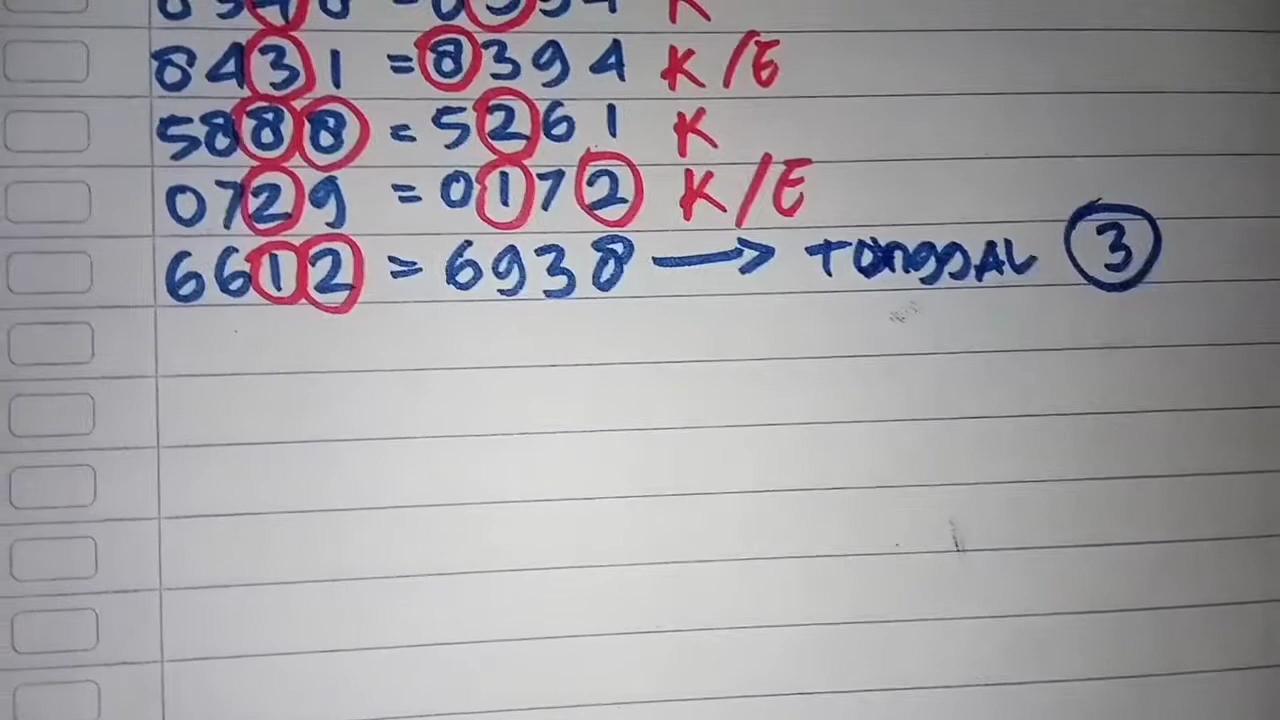 8431 = 8394 K/E
5888 = 5261 K
0729 = 0172 K/E
6612 = 6938 → TUnggAL 3